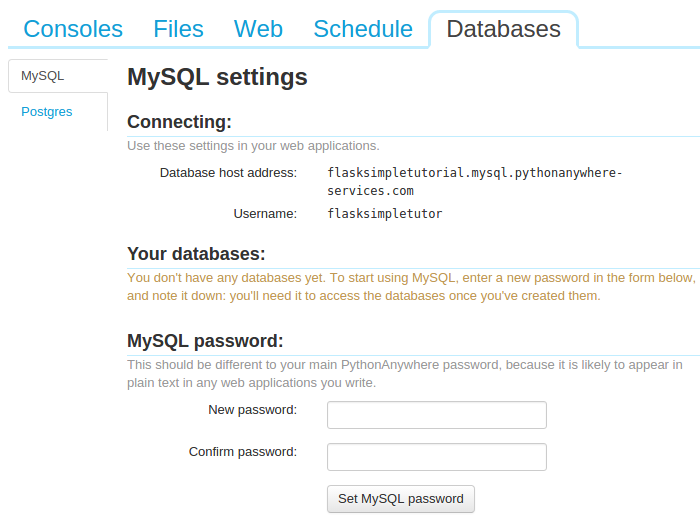 Consoles Files Web Schedule Databases
MySQL
Postgres
MySQL settings
Connecting:
Use these settings in your web applications.
Database host address: flasksimpletutorial.mysql.pythonanywhere-
services.com
Username: flasksimpletutor
Your databases:
You don't have any databases yet. To start using MySQL, enter a new password in the form below,
and note it down: you'll need it to access the databases once you've created them.
MySQL password:
This should be different to your main PythonAnywhere password, because it is likely to appear in
plain text in any web applications you write.
New password:
Confirm password:
Set MySQL password